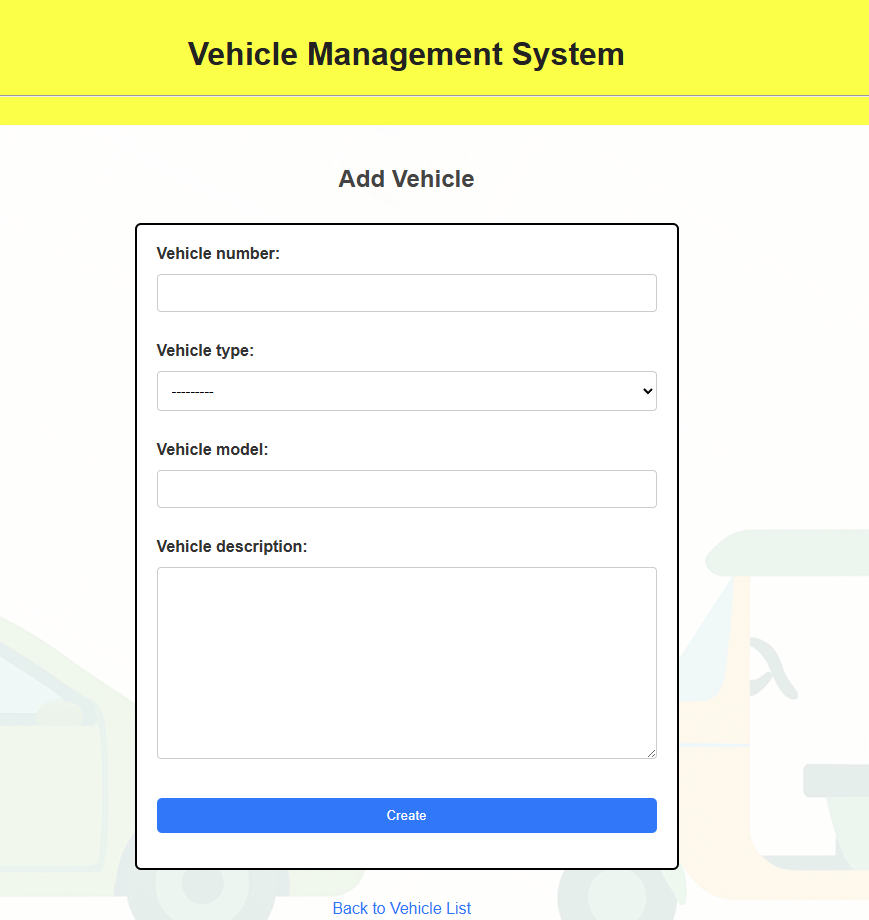 Vehicle Management System
Add Vehicle
Vehicle number:
Vehicle type:
---------
Vehicle model:
Vehicle description:
Create
Back to Vehicle List